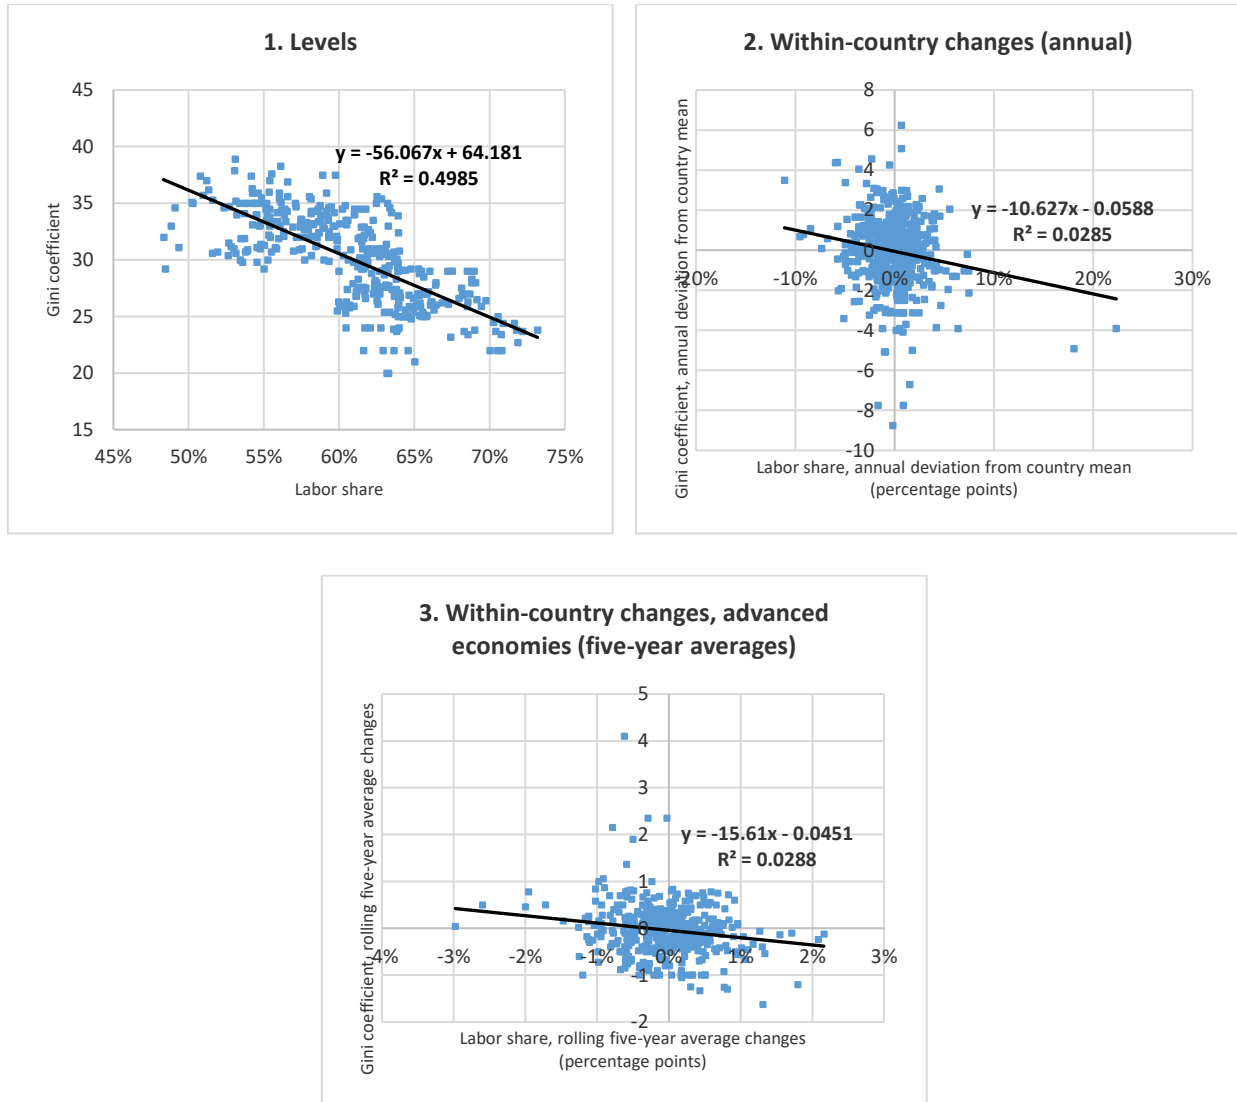 1. Levels
45
40
35
30
25
20
15
Gini coefficient
y = -56.067x + 64.181
R² = 0.4985
45%
50%
55%
60%
65%
70%
75%
Labor share
2. Within-country changes (annual)
8
6
4
2
0
-2
-4
-6
-8
-10
Gini coefficient, annual deviation from country mean
y = -10.627x - 0.0588
R² = 0.0285
-20%
-10%
0%
10%
20%
30%
Labor share, annual deviation from country mean
(percentage points)
3. Within-country changes, advanced
economies (five-year averages)
5
4
3
2
1
0
-1
-2
Gini coefficient, rolling five-year average changes
y = -15.61x - 0.0451
R² = 0.0288
-4%
-3%
-2%
-1%
0%
1%
2%
3%
Labor share, rolling five-year average changes
(percentage points)